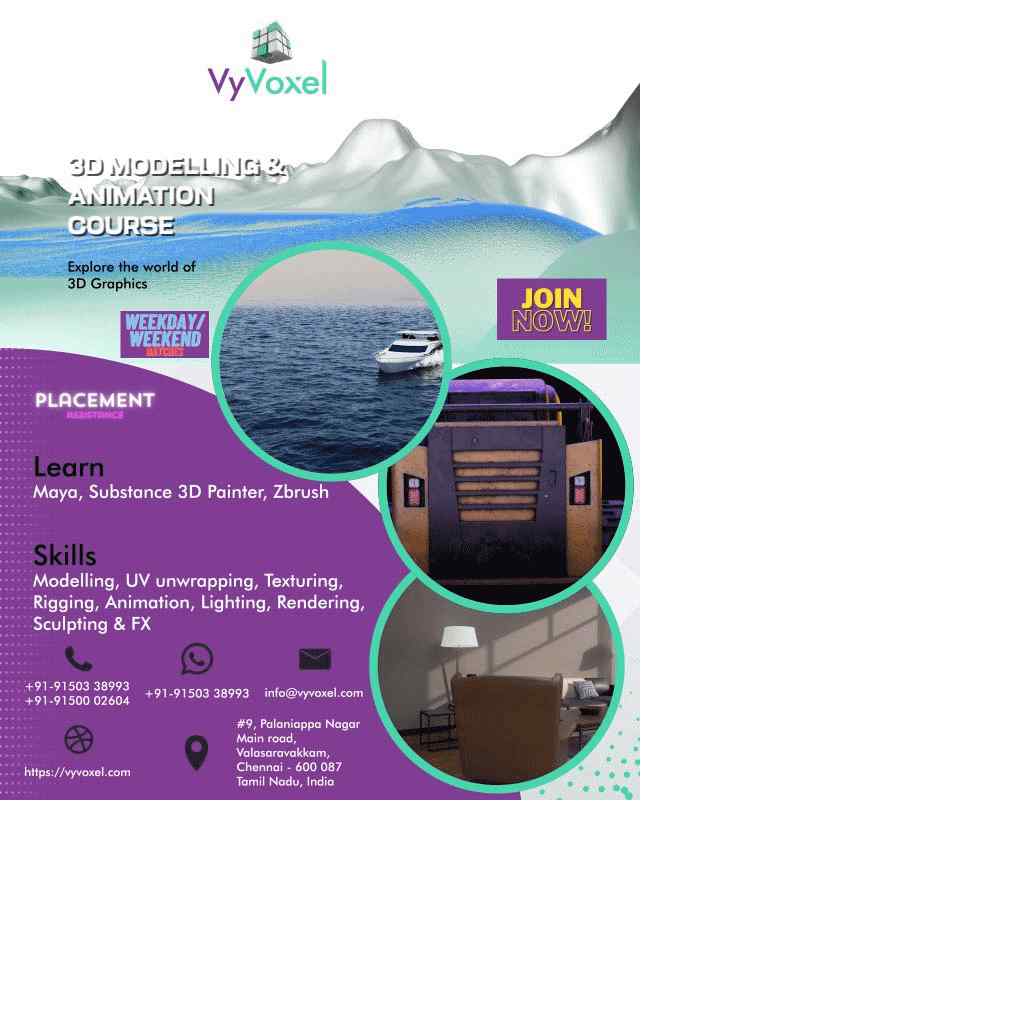 VyVoxel
3D MODELLING &
ANIMATION
COURSE
Explore the world of
3D Graphics
JOIN
NOW!
WEEKDAY/
WEEKEND
BATCHES
PLACEMENT
ASSISTANCE
Learn
Maya, Substance 3D Painter, Zbrush
Skills
Modelling, UV unwrapping, Texturing,
Rigging, Animation, Lighting, Rendering,
Sculpting & FX
+91-91503 38993
+91-91500 02604
+91-91503 38993
info@vyvoxel.com
https://vyvoxel.com
#9, Palaniappa Nagar
Main road,
Valasaravakkam,
Chennai - 600 087
Tamil Nadu, India